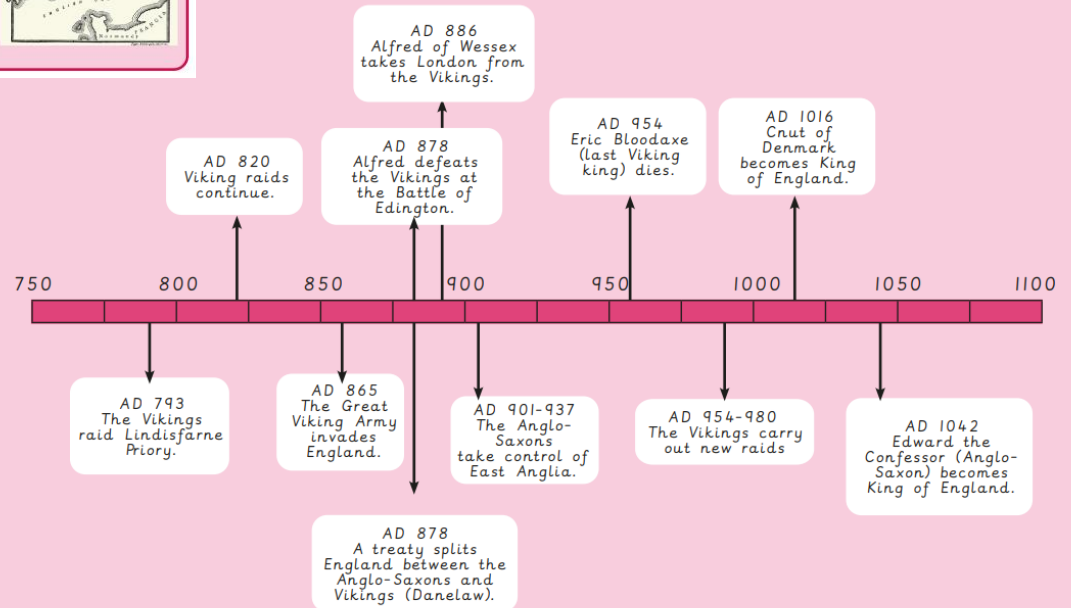 ENGLISH
FRANCIA
AD 886
Alfred of Wessex
takes London from
the Vikings.
AD 820
Viking raids
continue.
AD 878
Alfred defeats
the Vikings at
the Battle of
Edington.
AD 954
Eric Bloodaxe
(last Viking
king) dies.
AD 1016
Cnut of
Denmark
becomes King
of England.
750
800
850
900
950
1000
1050
1100
AD 793
The Vikings
raid Lindisfarne
Priory.
AD 865
The Great
Viking Army
invades
England.
AD 878
A treaty splits
England between the
Anglo-Saxons and
Vikings (Danelaw).
AD 901-937
The Anglo-
Saxons
take control of
East Anglia.
AD 954-980
The Vikings carry
out new raids
AD 1042
Edward the
Confessor (Anglo-
Saxon) becomes
King of England.